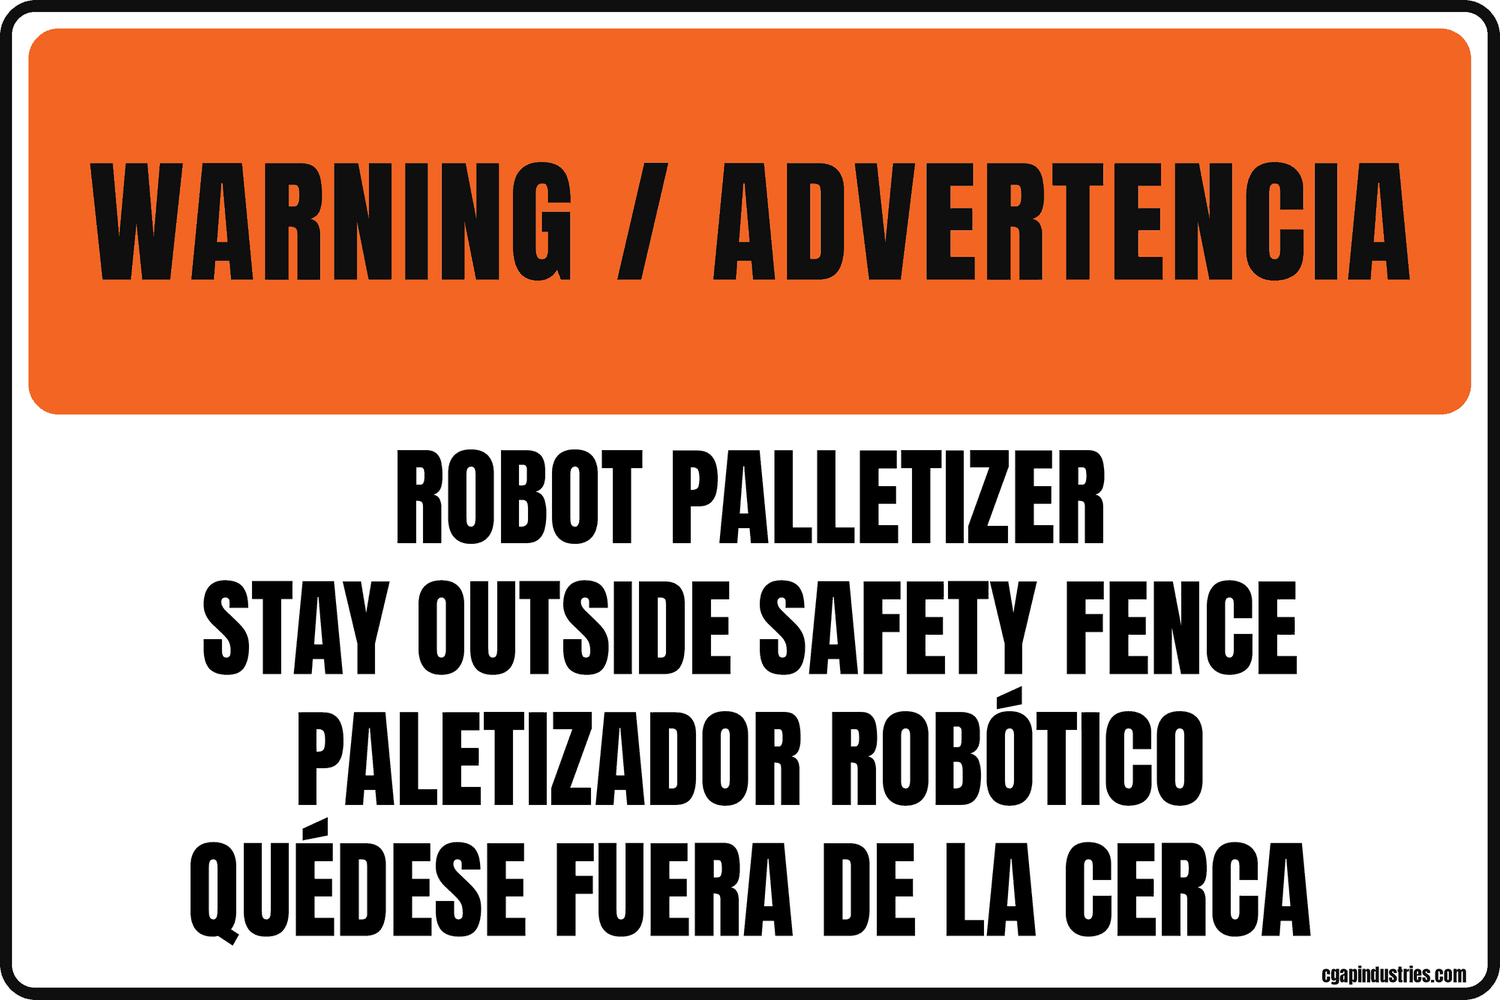 WARNING / ADVERTENCIA
ROBOT PALLETIZER
STAY OUTSIDE SAFETY FENCE
PALETIZADOR ROBÓTICO
QUÉDESE FUERA DE LA CERCA
cgapindustries.com